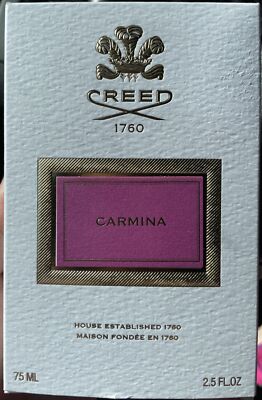 CREED
1760
CARMINA
HOUSE ESTABLISHED 1760
MAISON FONDÉE EN 1760
75 ML 2.5 FL.OZ